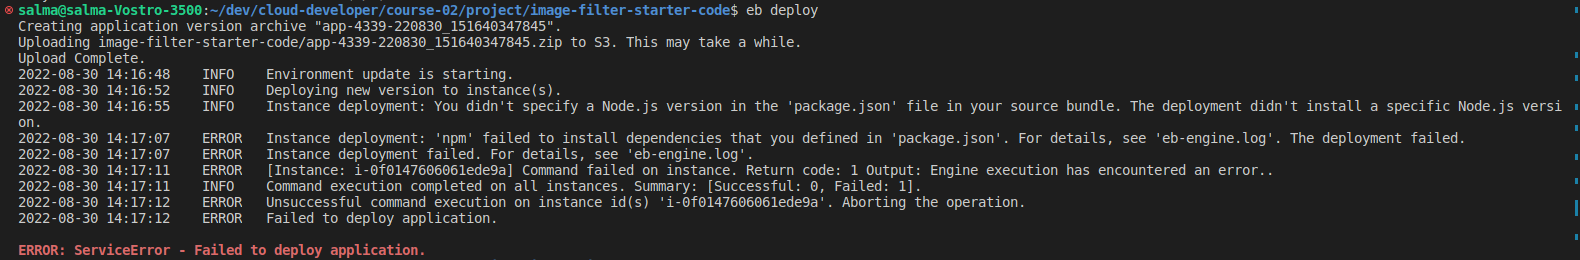 salma@salma-Vostro-3500:~/dev/cloud-developer/course-02/project/image-filter-starter-code$ eb deploy
Creating application version archive "app-4339-220830_151640347845".
Uploading image-filter-starter-code/app-4339-220830_151640347845.zip to S3. This may take a while.
Upload Complete.
2022-08-30 14:16:48    INFO    Environment update is starting.
2022-08-30 14:16:52    INFO    Deploying new version to instance(s).
2022-08-30 14:16:55    INFO    Instance deployment: You didn't specify a Node.js version in the 'package.json' file in your source bundle. The deployment didn't install a specific Node.js versi
on.
2022-08-30 14:17:07    ERROR   Instance deployment: 'npm' failed to install dependencies that you defined in 'package.json'. For details, see 'eb-engine.log'. The deployment failed.
2022-08-30 14:17:07    ERROR   Instance deployment failed. For details, see 'eb-engine.log'.
2022-08-30 14:17:11    ERROR   [Instance: i-0f0147606061ede9a] Command failed on instance. Return code: 1 Output: Engine execution has encountered an error..
2022-08-30 14:17:11    INFO    Command execution completed on all instances. Summary: [Successful: 0, Failed: 1].
2022-08-30 14:17:12    ERROR   Unsuccessful command execution on instance id(s) 'i-0f0147606061ede9a'. Aborting the operation.
2022-08-30 14:17:12    ERROR   Failed to deploy application.
ERROR: ServiceError - Failed to deploy application.